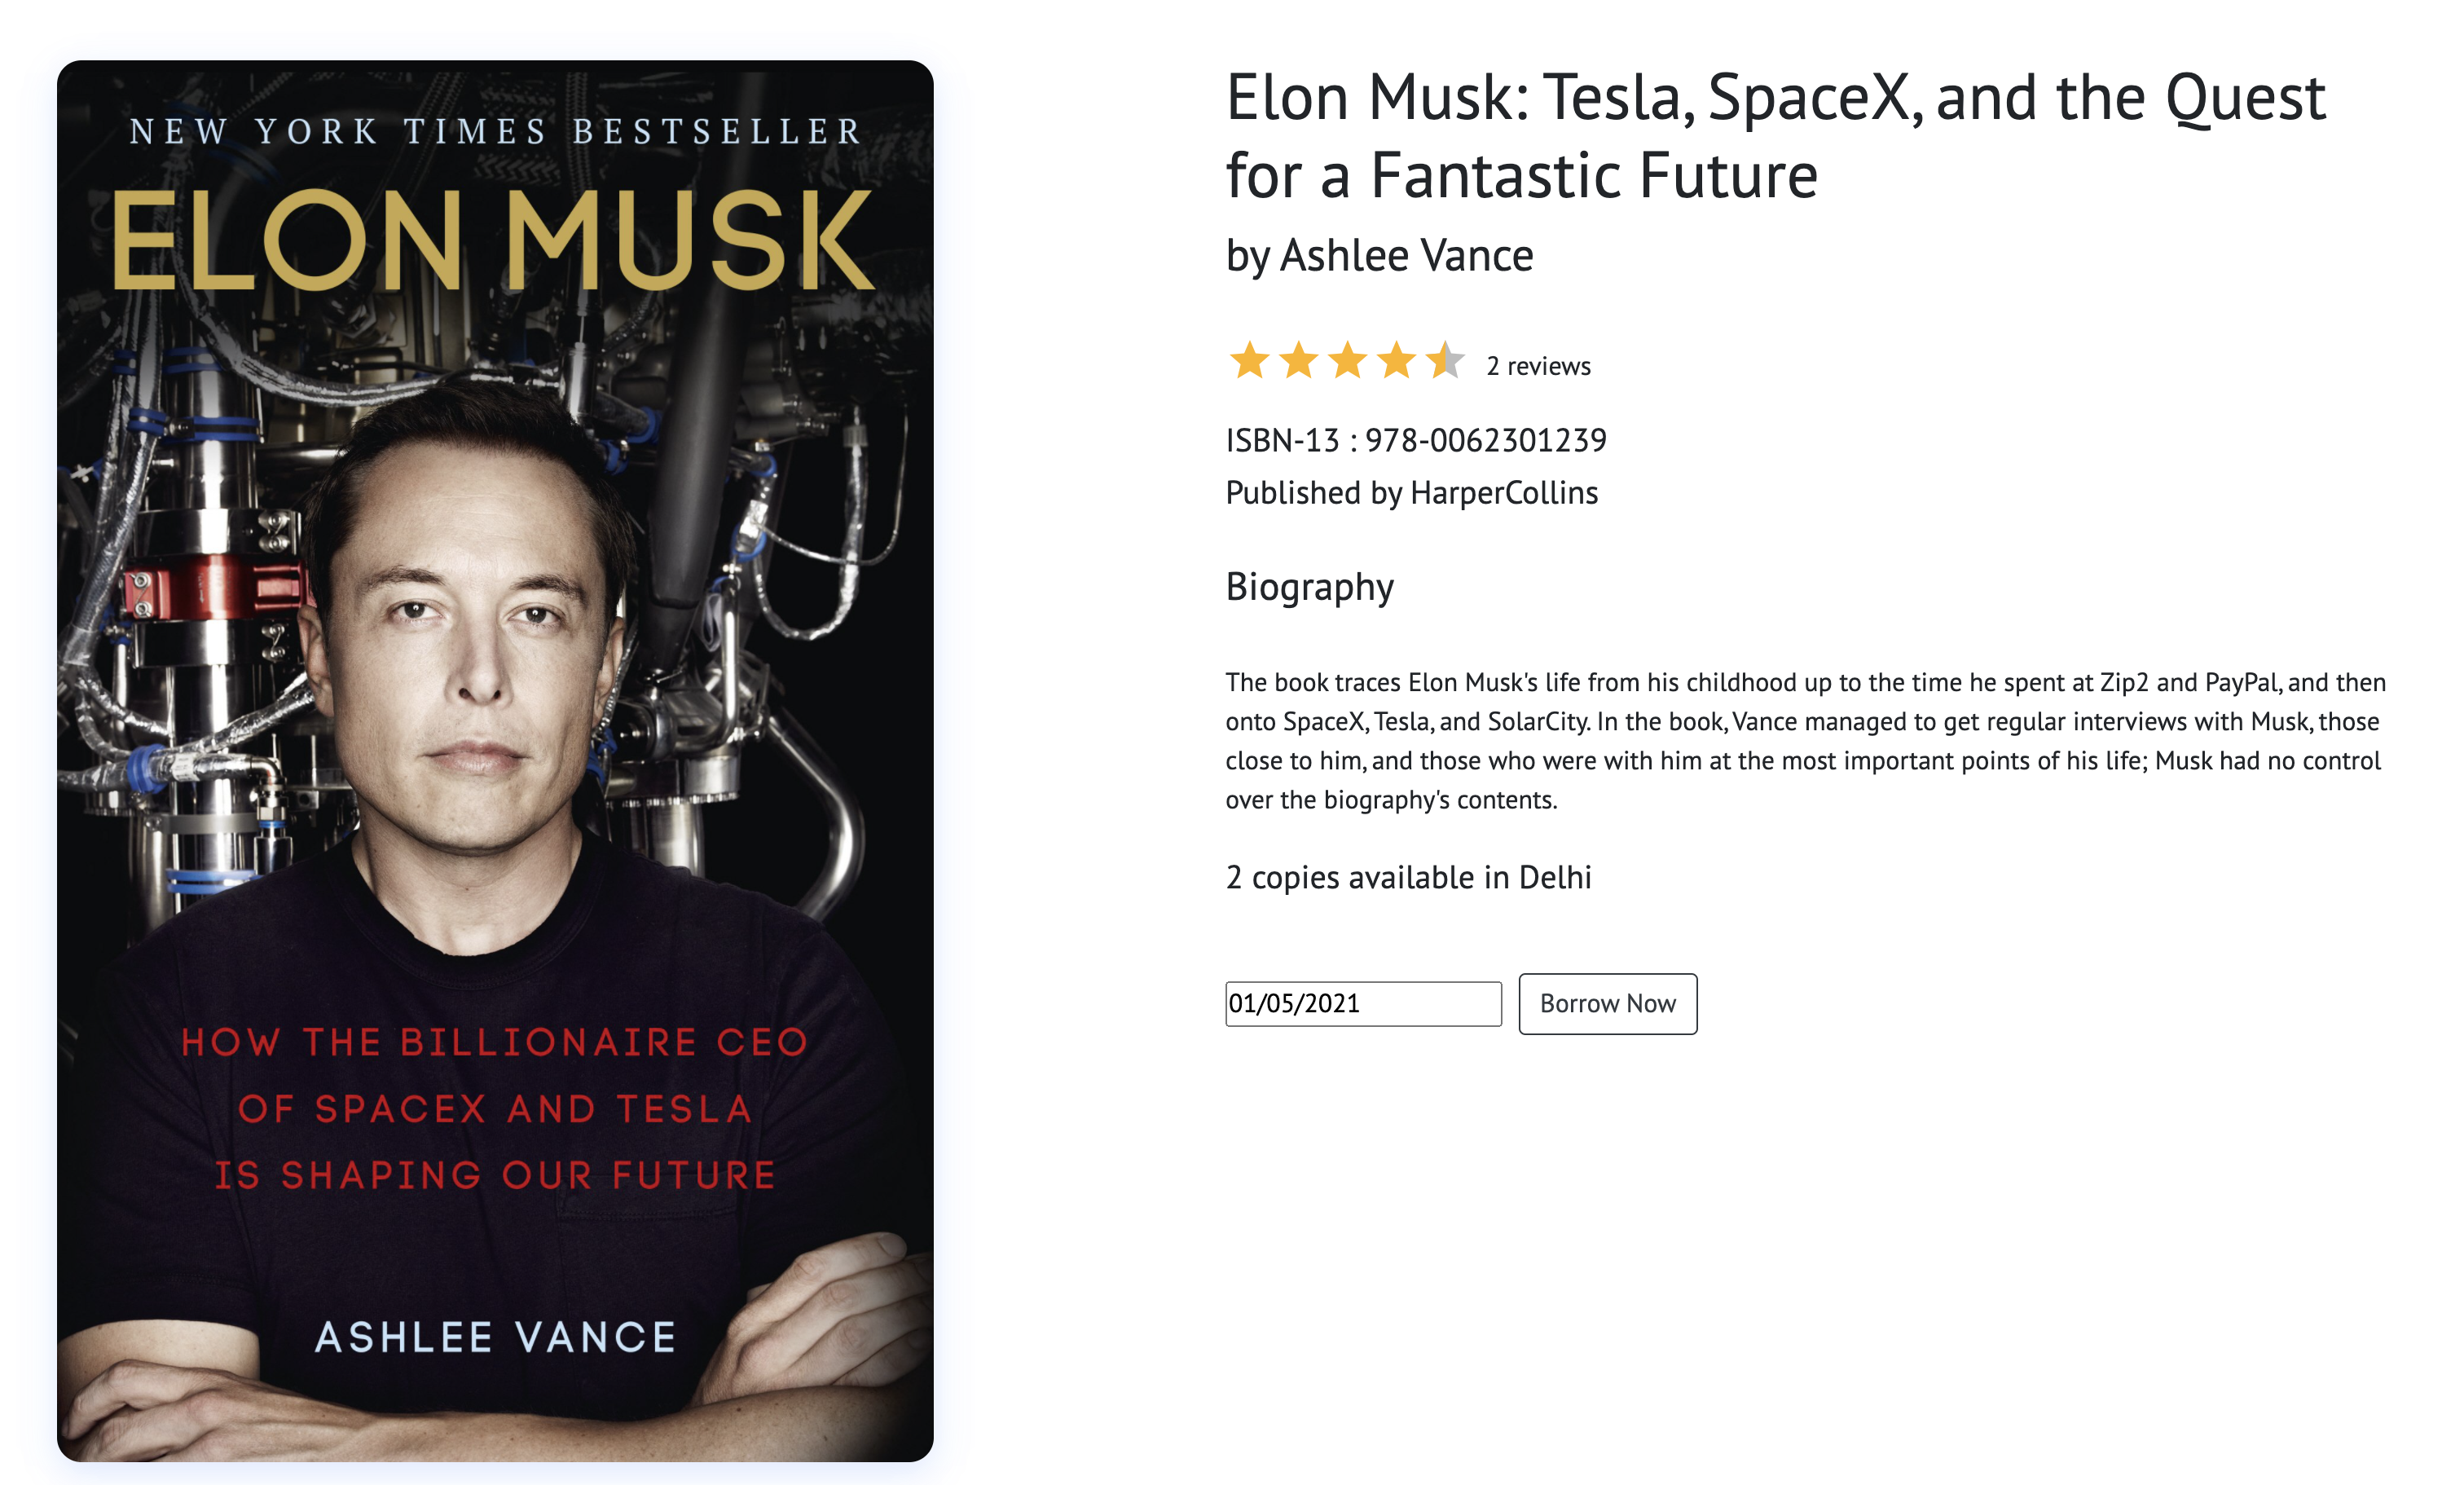 NEW YORK TIMES BESTSELLER
ELON MUSK
HOW THE BILLIONAIRE CEO
OF SPACEX AND TESLA
IS SHAPING OUR FUTURE
ASHLEE VANCE
Elon Musk: Tesla, SpaceX, and the Quest
for a Fantastic Future
by Ashlee Vance
2 reviews
ISBN-13 : 978-0062301239
Published by HarperCollins
Biography
The book traces Elon Musk's life from his childhood up to the time he spent at Zip2 and PayPal, and then
onto SpaceX, Tesla, and SolarCity. In the book, Vance managed to get regular interviews with Musk, those
close to him, and those who were with him at the most important points of his life; Musk had no control
over the biography's contents.
2 copies available in Delhi
01/05/2021
Borrow Now